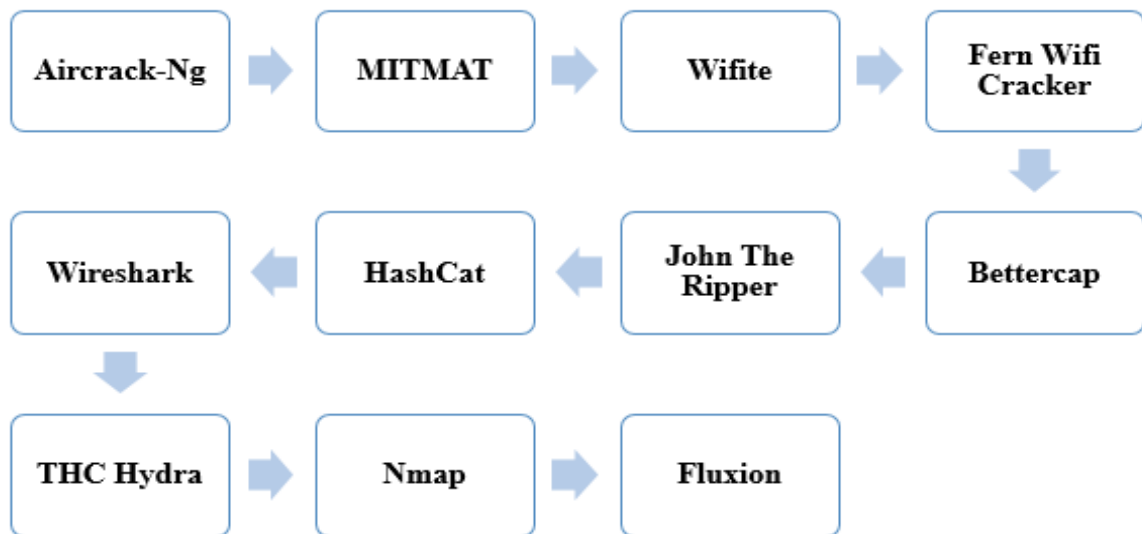 Aircrack-Ng
MITMAT
Wifite
Fern Wifi
Cracker
Bettercap
John The
Ripper
HashCat
Wireshark
THC Hydra
Nmap
Fluxion